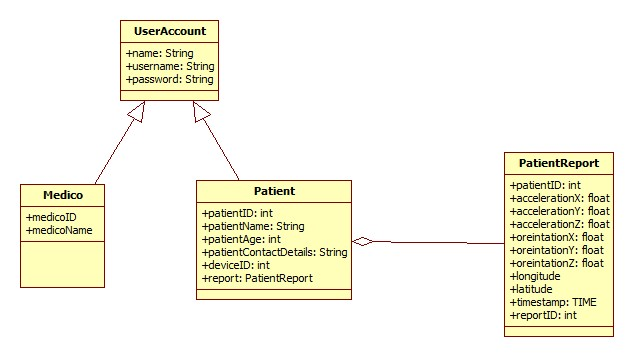 UserAccount
+name: String
+username: String
+password: String
Medico
+medicoID
+medicoName
Patient
+patientID: int
+patientName: String
+patientAge: int
+patientContactDetails: String
+deviceID: int
+report: PatientReport
PatientReport
+patientID: int
+accelerationX: float
+accelerationY: float
+accelerationZ: float
+oreintationX: float
+oreintationY: float
+oreintationZ: float
+longitude
+latitude
+timestamp: TIME
+reportID: int